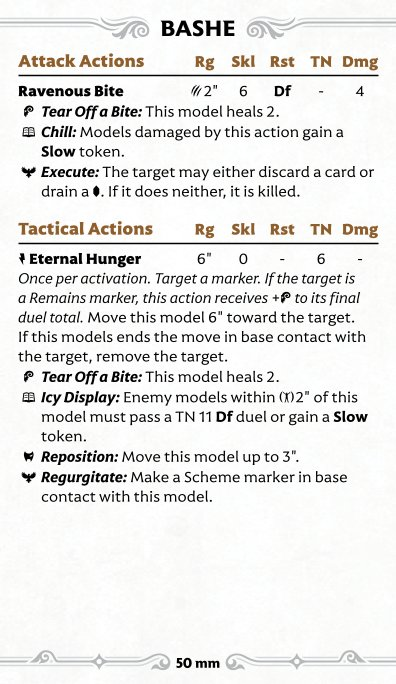 BASHE
Attack Actions Rg Skl Rst TN Dmg
Ravenous Bite 2" 6 Df - 4
Tear Off a Bite: This model heals 2.
Chill: Models damaged by this action gain a
Slow token.
Execute: The target may either discard a card or
drain a . If it does neither, it is killed.
Tactical Actions Rg Skl Rst TN Dmg
Eternal Hunger 6" 0 - 6 -
Once per activation. Target a marker. If the target is
a Remains marker, this action receives + to its final
duel total. Move this model 6" toward the target.
If this models ends the move in base contact with
the target, remove the target.
Tear Off a Bite: This model heals 2.
Icy Display: Enemy models within 2" of this
model must pass a TN 11 Df duel or gain a Slow
token.
Reposition: Move this model up to 3".
Regurgitate: Make a Scheme marker in base
contact with this model.
50 mm